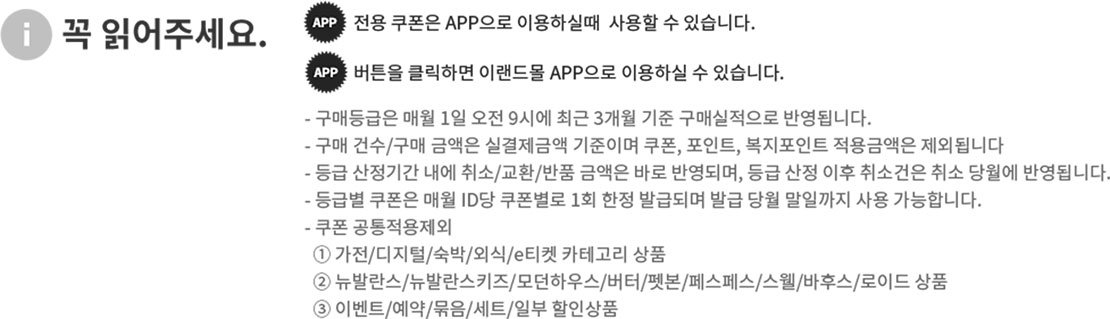 i 꼭 읽어주세요.
APP 전용 쿠폰은 APP으로 이용하실때 사용할 수 있습니다.
APP 버튼을 클릭하면 이랜드몰 APP으로 이용하실 수 있습니다.
- 구매등급은 매월 1일 오전 9시에 최근 3개월 기준 구매실적으로 반영됩니다.
- 구매 건수/구매 금액은 실결제금액 기준이며 쿠폰, 포인트, 복지포인트 적용금액은 제외됩니다
- 등급 산정기간 내에 취소/교환/반품 금액은 바로 반영되며, 등급 산정 이후 취소건은 취소 당월에 반영됩니다.
- 등급별 쿠폰은 매월 ID당 쿠폰별로 1회 한정 발급되며 발급 당월 말일까지 사용 가능합니다.
- 쿠폰 공통적용제외
① 가전/디지털/숙박/외식/e티켓 카테고리 상품
② 뉴발란스/뉴발란스키즈/모던하우스/버터/펫본/페스페스/스웰/바후스/로이드 상품
③ 이벤트/예약/묶음/세트/일부 할인상품